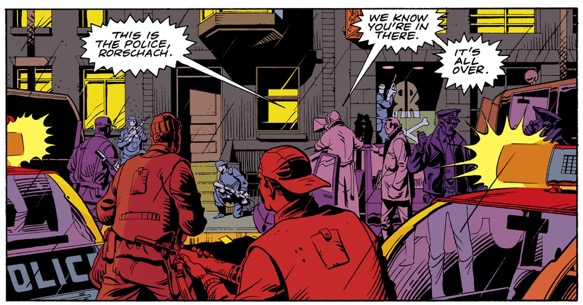 THIS IS
THE POLICE,
RORSCHACH.
WE KNOW
YOU'RE IN
THERE.
IT'S
ALL
OVER.
OLICE